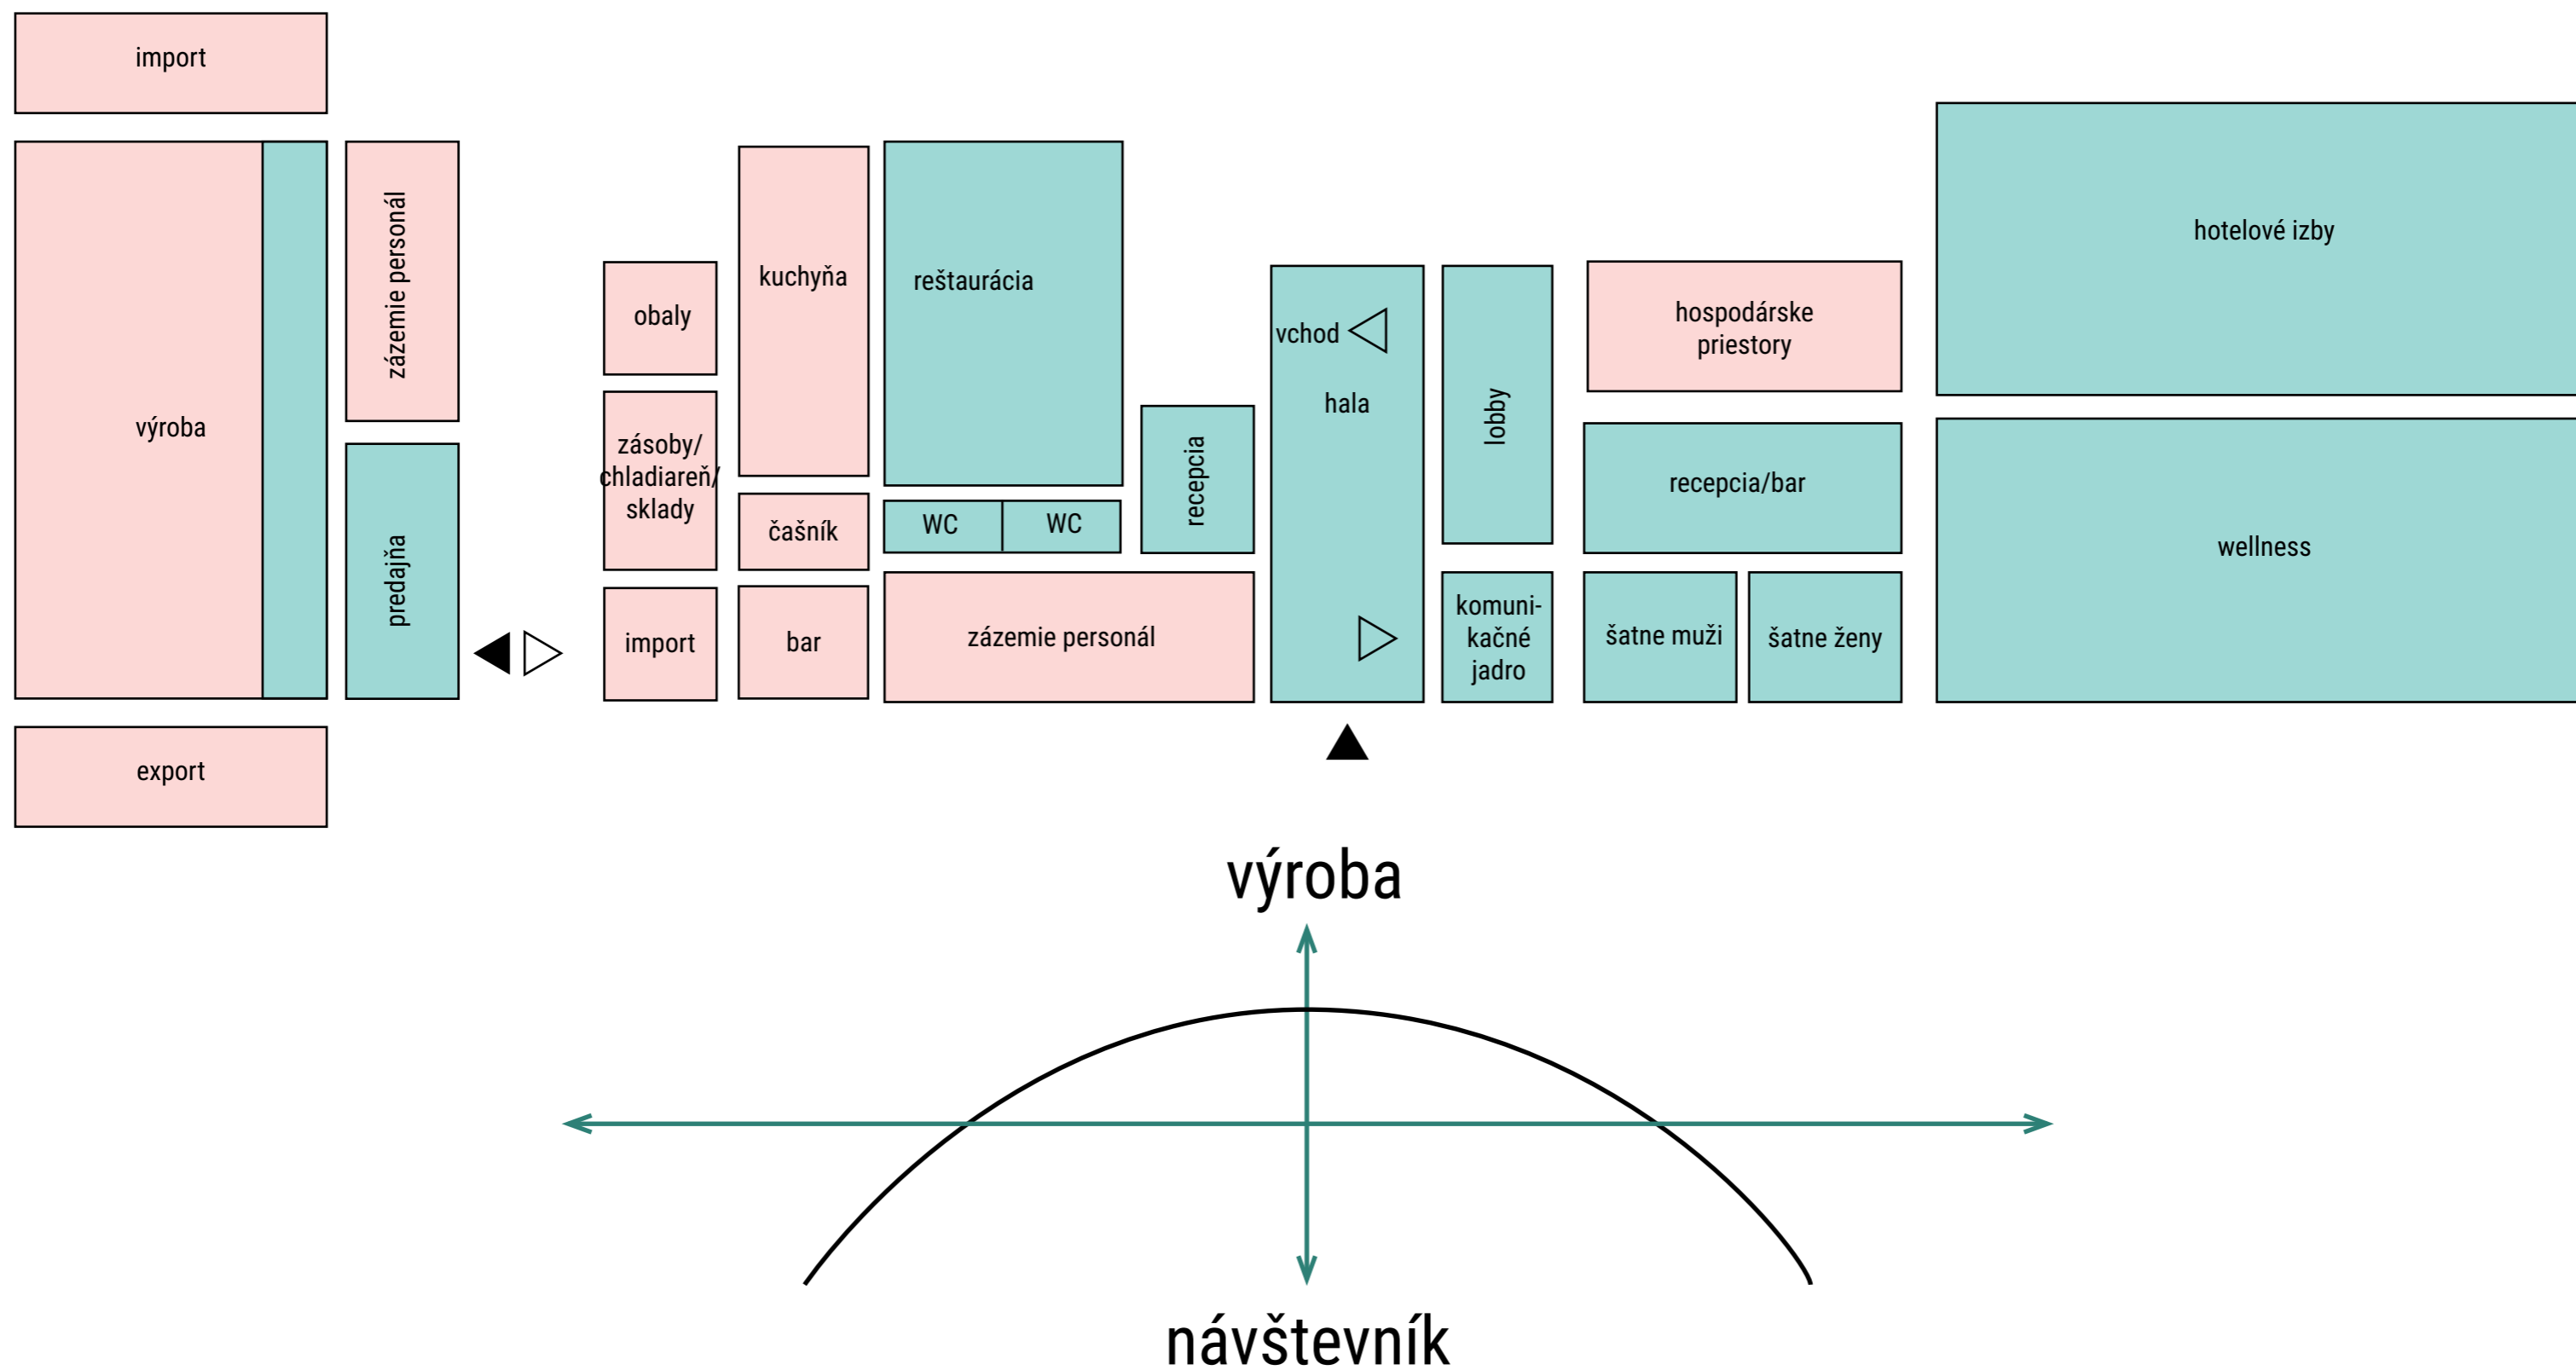 import
výroba
zázemie personál
predajňa
export
obaly
zásoby/
chladiareň/
sklady
import
kuchyňa
čašník
bar
reštaurácia
WC
WC
recepcia
zázemie personál
vchod
hala
lobby
komuni-
kačné
jadro
hospodárske
priestory
recepcia/bar
šatne muži
šatne ženy
hotelové izby
wellness
výroba
návštevník